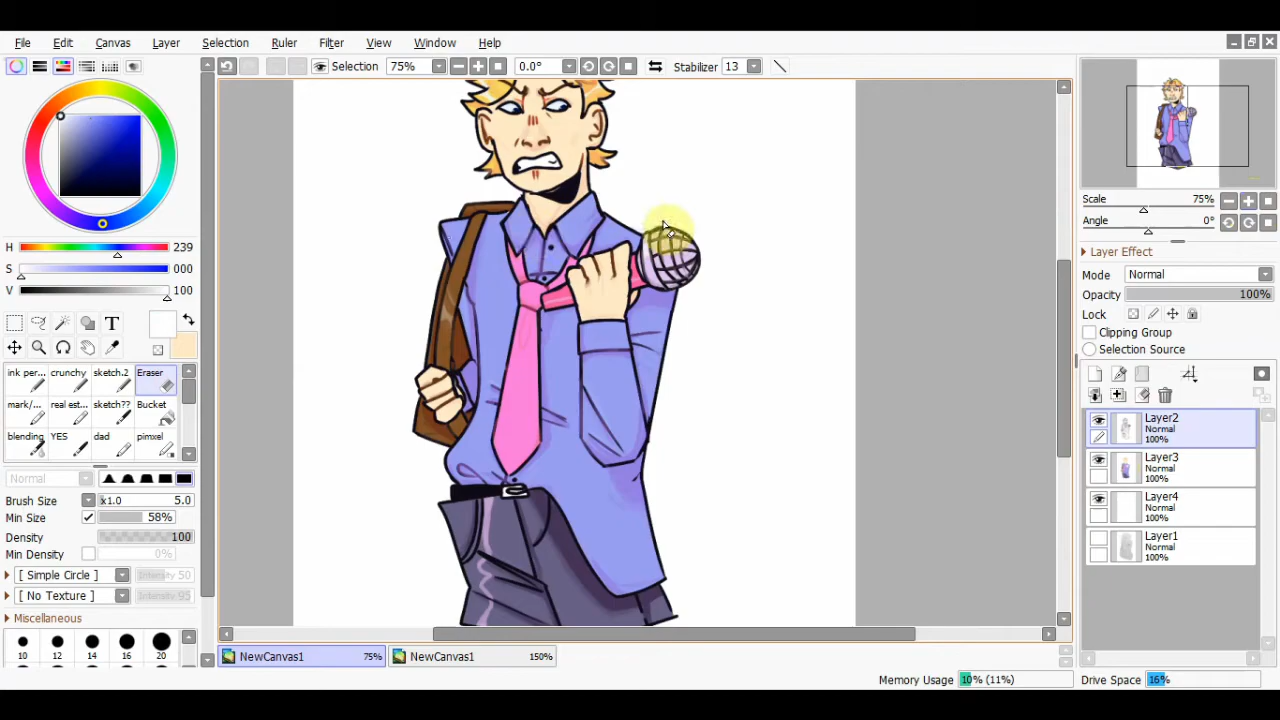 File Edit Canvas Layer Selection Ruler Filter View Window Help
Selection 75% 0.0° Stabilizer 13
H 239
S 000
V 100
T
ink per... crunchy sketch.2 Eraser
mark/... real est... sketch?? Bucket
blending YES dad pimxel
Normal
Brush Size x1.0 5.0
Min Size 58%
Density 100
Min Density 0%
[ Simple Circle ] Intensity 50
[ No Texture ] Intensity 95
Miscellaneous
10 12 14 16 20
NewCanvas1 75% NewCanvas1 150%
Scale 75%
Angle 0°
Layer Effect
Mode Normal
Opacity 100%
Lock
Clipping Group
Selection Source
Layer2
Normal
100%
Layer3
Normal
100%
Layer4
Normal
100%
Layer1
Normal
100%
Memory Usage 10% (11%) Drive Space 16%